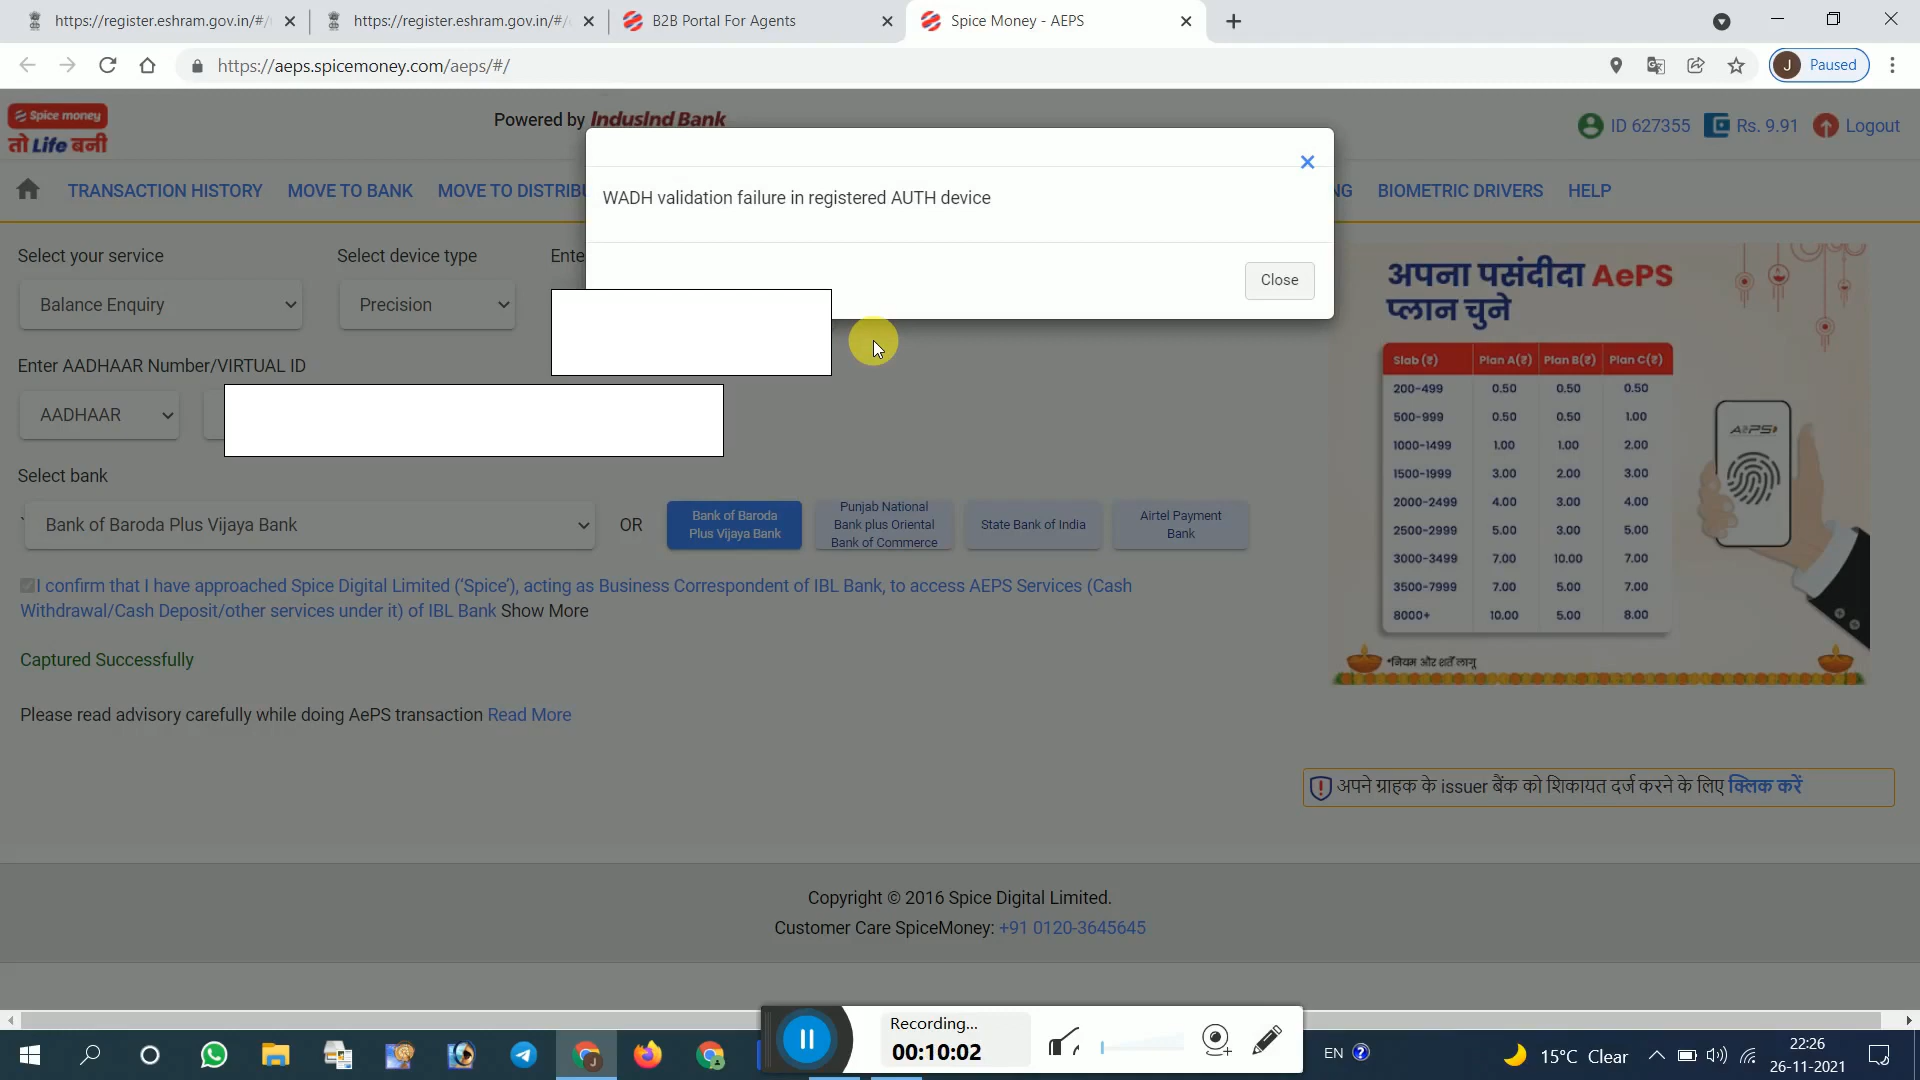 https://register.eshram.gov.in/#/
https://register.eshram.gov.in/#/
B2B Portal For Agents
Spice Money - AEPS
https://aeps.spicemoney.com/aeps/#/
J Paused
Spice money
तो Life बनी
Powered by IndusInd Bank
ID 627355 Rs. 9.91 Logout
TRANSACTION HISTORY MOVE TO BANK MOVE TO DISTRIBU
NG BIOMETRIC DRIVERS HELP
WADH validation failure in registered AUTH device
Close
Select your service
Select device type
Ente
Balance Enquiry
Precision
Enter AADHAAR Number/VIRTUAL ID
AADHAAR
Select bank
Bank of Baroda Plus Vijaya Bank
OR
Bank of Baroda
Plus Vijaya Bank
Punjab National
Bank plus Oriental
Bank of Commerce
State Bank of India
Airtel Payment
Bank
I confirm that I have approached Spice Digital Limited (‘Spice’), acting as Business Correspondent of IBL Bank, to access AEPS Services (Cash
Withdrawal/Cash Deposit/other services under it) of IBL Bank Show More
Captured Successfully
Please read advisory carefully while doing AePS transaction Read More
अपना पसंदीदा AePS
प्लान चुने
Slab (₹) Plan A(₹) Plan B(₹) Plan C(₹)
200-499 0.50 0.50 0.50
500-999 0.50 0.50 1.00
1000-1499 1.00 1.00 2.00
1500-1999 3.00 2.00 3.00
2000-2499 4.00 3.00 4.00
2500-2999 5.00 3.00 5.00
3000-3499 7.00 10.00 7.00
3500-7999 7.00 5.00 7.00
8000+ 10.00 5.00 8.00
AePS
*नियम और शर्तें लागू
अपने ग्राहक के issuer बैंक को शिकायत दर्ज करने के लिए क्लिक करें
Copyright © 2016 Spice Digital Limited.
Customer Care SpiceMoney: +91 0120-3645645
Recording...
00:10:02
EN
15°C Clear
22:26
26-11-2021